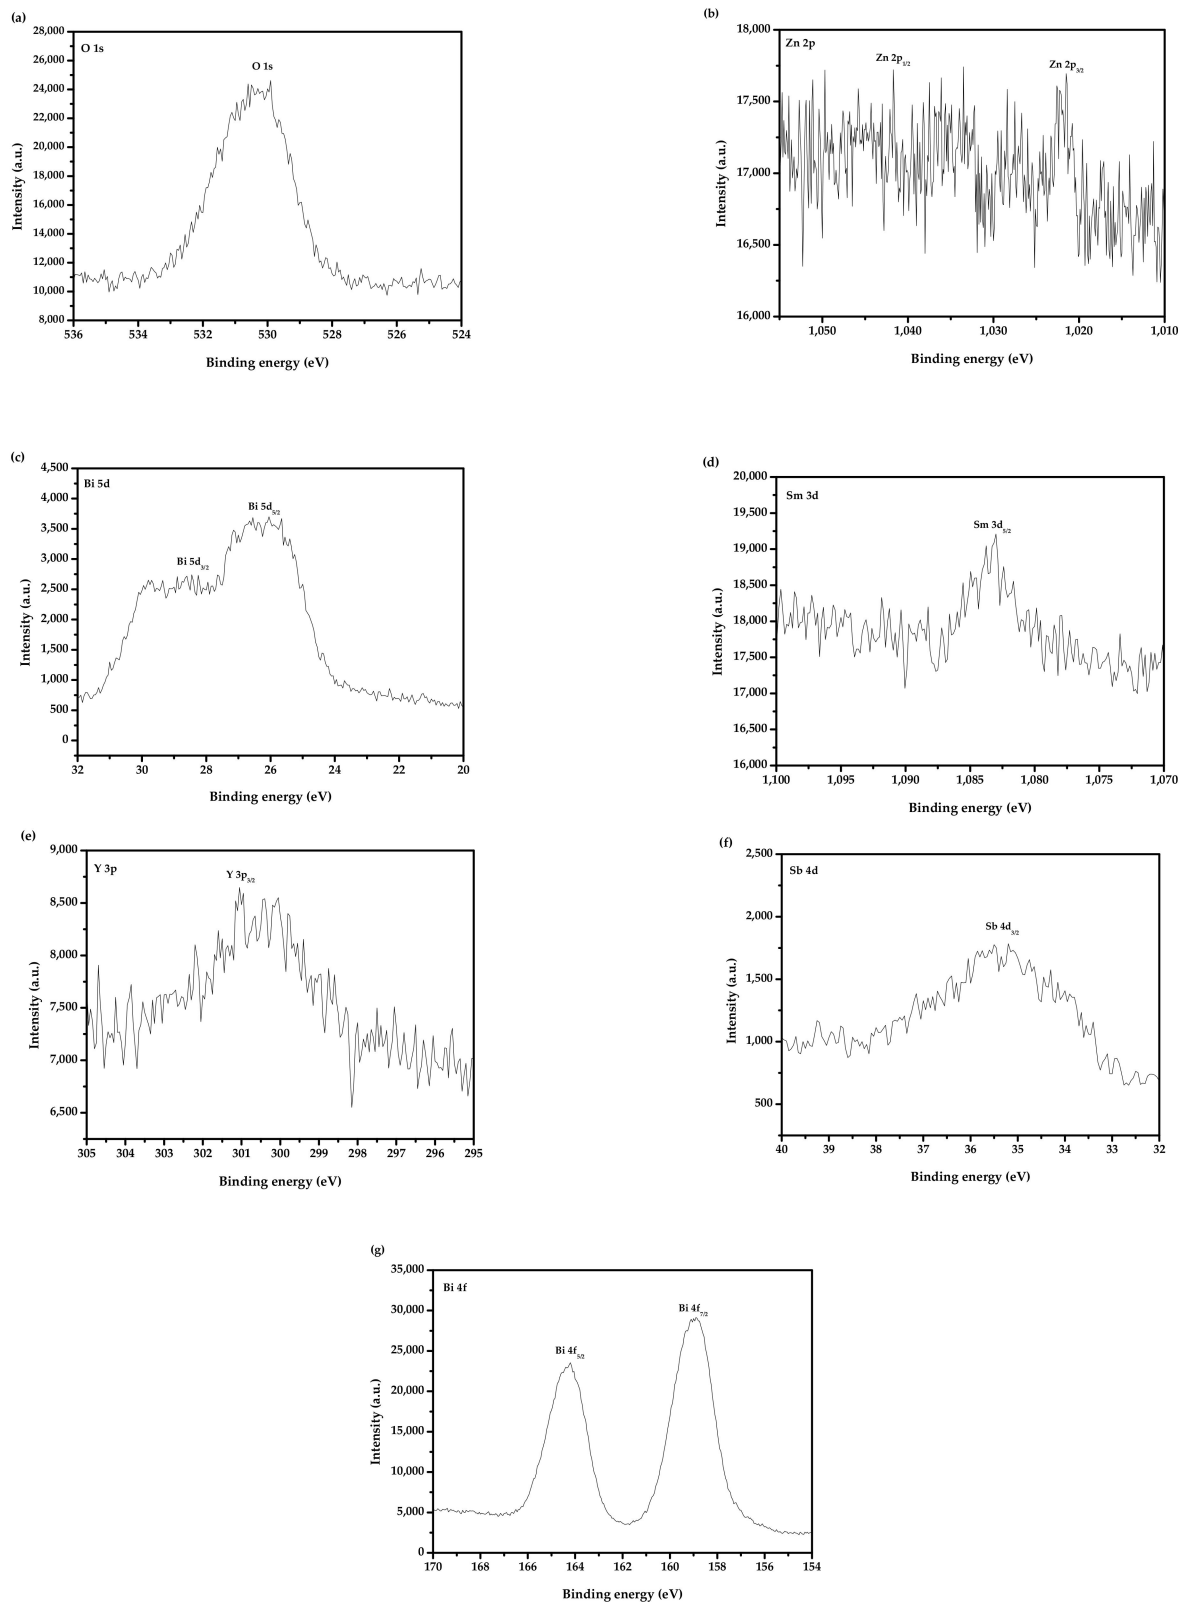 (a)
28,000
26,000
24,000
22,000
20,000
18,000
16,000
14,000
12,000
10,000
8,000
O 1s
O 1s
536 534 532 530 528 526 524
Intensity (a.u.)
Binding energy (eV)
(b)
18,000
17,500
17,000
16,500
16,000
Zn 2p
Zn 2p1/2
Zn 2p3/2
1,050 1,040 1,030 1,020 1,010
Intensity (a.u.)
Binding energy (eV)
(c)
4,500
4,000
3,500
3,000
2,500
2,000
1,500
1,000
500
0
Bi 5d
Bi 5d3/2
Bi 5d5/2
32 30 28 26 24 22 20
Intensity (a.u.)
Binding energy (eV)
(d)
20,000
19,500
19,000
18,500
18,000
17,500
17,000
16,500
16,000
Sm 3d
Sm 3d5/2
1,100 1,095 1,090 1,085 1,080 1,075 1,070
Intensity (a.u.)
Binding energy (eV)
(e)
9,000
8,500
8,000
7,500
7,000
6,500
Y 3p
Y 3p3/2
305 304 303 302 301 300 299 298 297 296 295
Intensity (a.u.)
Binding energy (eV)
(f)
2,500
2,000
1,500
1,000
500
Sb 4d
Sb 4d3/2
40 39 38 37 36 35 34 33 32
Intensity (a.u.)
Binding energy (eV)
(g)
35,000
30,000
25,000
20,000
15,000
10,000
5,000
0
Bi 4f
Bi 4f5/2
Bi 4f7/2
170 168 166 164 162 160 158 156 154
Intensity (a.u.)
Binding energy (eV)